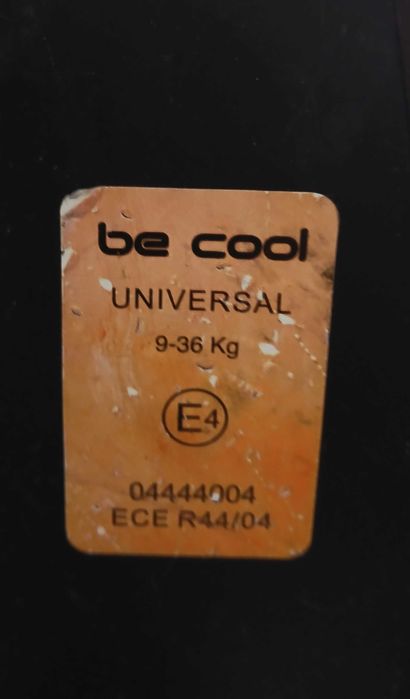 be cool
UNIVERSAL
9-36 Kg
E4
04444004
ECE R44/04